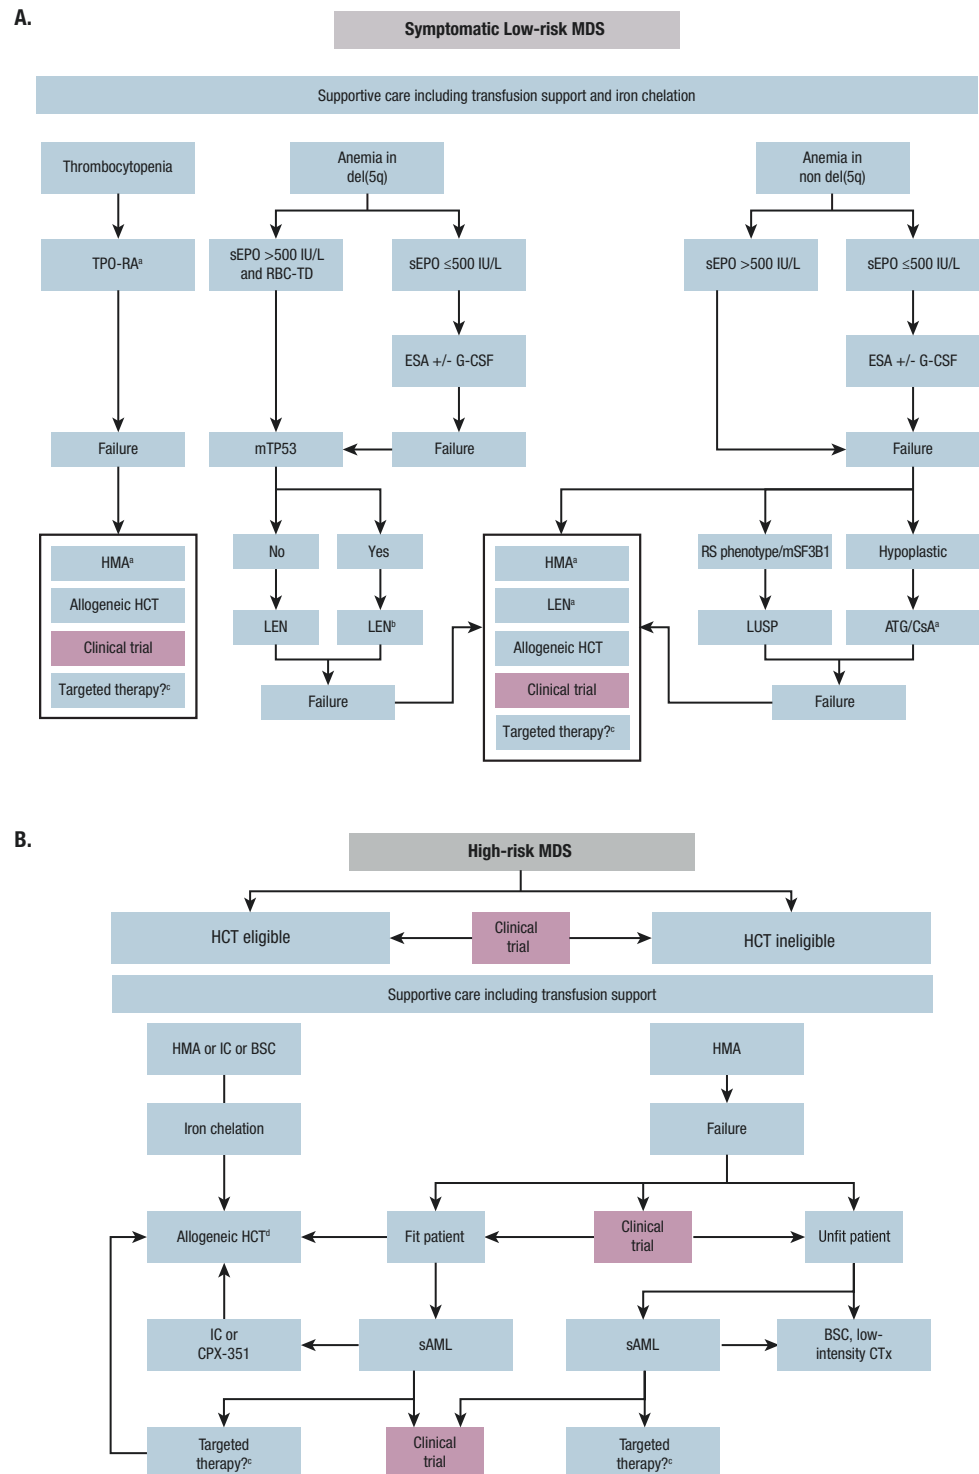 A.
Symptomatic Low-risk MDS
Supportive care including transfusion support and iron chelation
Thrombocytopenia
Anemia in
del(5q)
Anemia in
non del(5q)
TPO-RAᵃ
sEPO >500 IU/L
and RBC-TD
sEPO ≤500 IU/L
sEPO >500 IU/L
sEPO ≤500 IU/L
ESA +/- G-CSF
ESA +/- G-CSF
Failure
mTP53
Failure
Failure
No
Yes
RS phenotype/mSF3B1
Hypoplastic
HMAᵃ
Allogeneic HCT
Clinical trial
Targeted therapy?ᶜ
LEN
LENᵇ
Failure
HMAᵃ
LENᵃ
Allogeneic HCT
Clinical trial
Targeted therapy?ᶜ
LUSP
ATG/CsAᵃ
Failure
B.
High-risk MDS
HCT eligible
Clinical
trial
HCT ineligible
Supportive care including transfusion support
HMA or IC or BSC
HMA
Iron chelation
Failure
Allogeneic HCTᵈ
Fit patient
Clinical
trial
Unfit patient
IC or
CPX-351
sAML
sAML
BSC, low-
intensity CTx
Targeted
therapy?ᶜ
Clinical
trial
Targeted
therapy?ᶜ